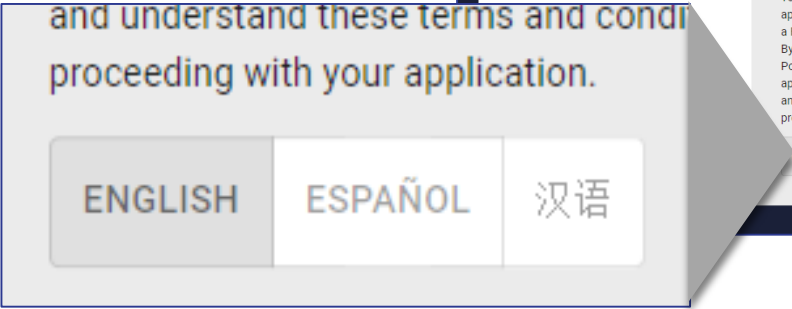 and understand these terms and condi
proceeding with your application.
ENGLISH ESPAÑOL 汉语